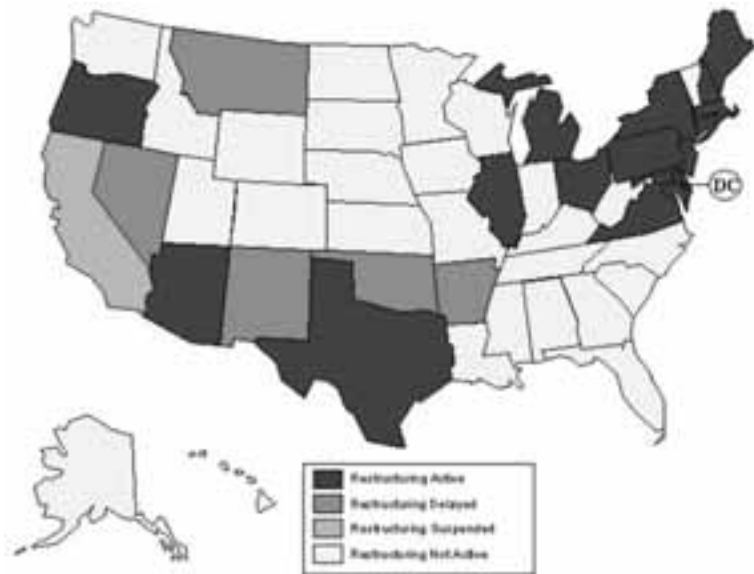 DC
Restructuring Active
Restructuring Delayed
Restructuring Suspended
Restructuring Not Active